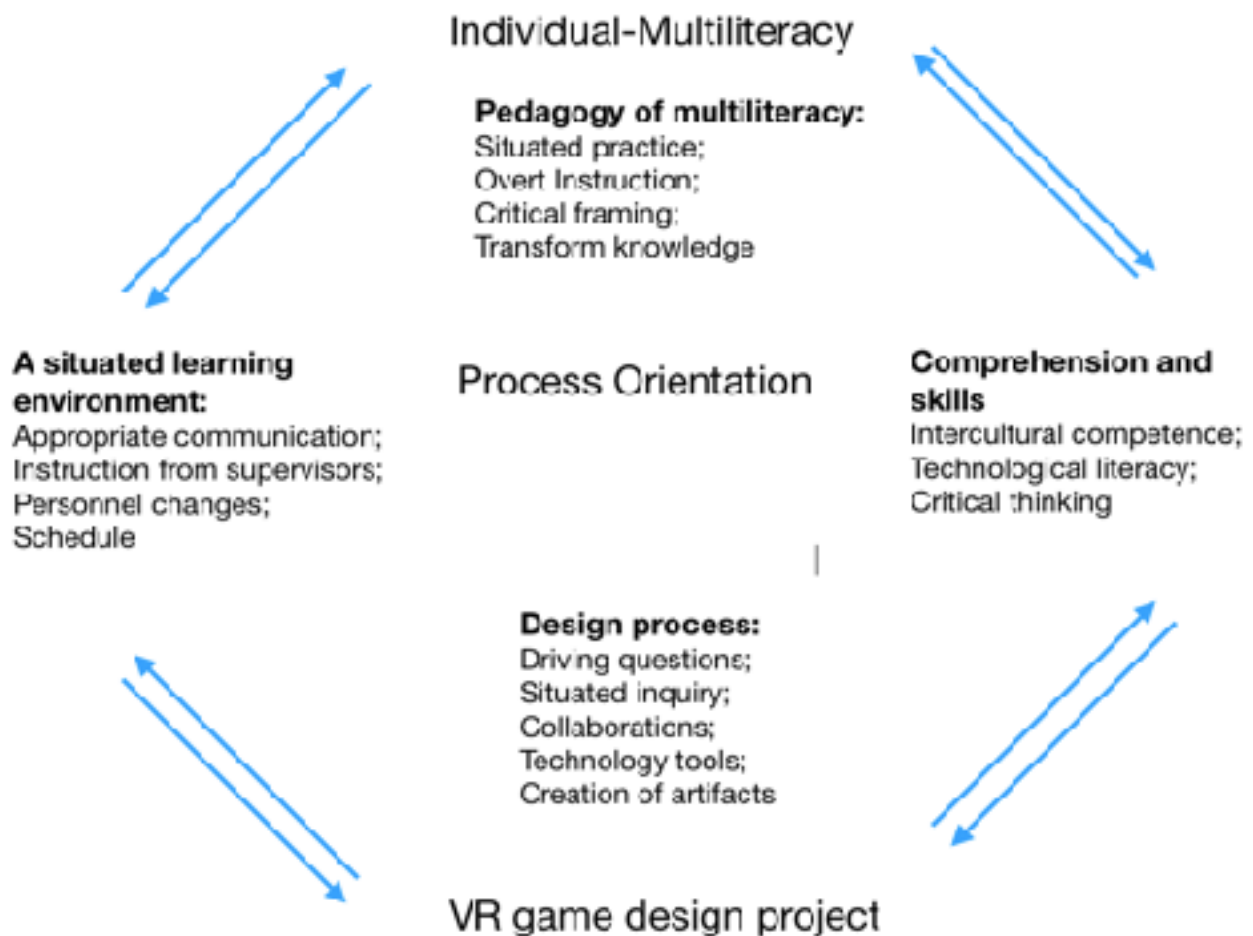 Individual-Multiliteracy
Pedagogy of multiliteracy:
Situated practice;
Overt Instruction;
Critical framing;
Transform knowledge
A situated learning
environment:
Appropriate communication;
Instruction from supervisors;
Personnel changes;
Schedule
Process Orientation
Comprehension and
skills
Intercultural competence;
Technological literacy;
Critical thinking
Design process:
Driving questions;
Situated inquiry;
Collaborations;
Technology tools;
Creation of artifacts
VR game design project